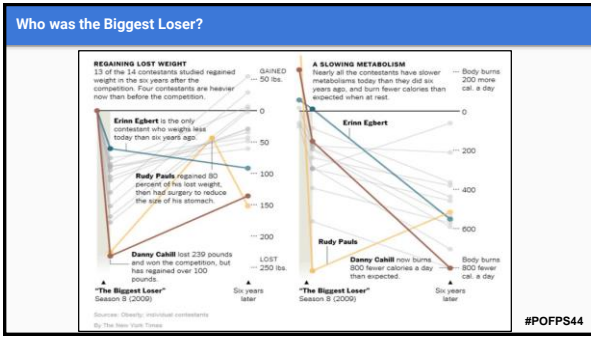 Who was the Biggest Loser?
REGAINING LOST WEIGHT
13 of the 14 contestants studied regained
weight in the six years after the
competition. Four contestants are heavier
now than before the competition.
GAINED
50 lbs.
0
50
100
150
200
LOST
250 lbs.
Erinn Egbert is the only
contestant who weighs less
today than six years ago.
Rudy Pauls regained 80
percent of his lost weight,
then had surgery to reduce
the size of his stomach.
Danny Cahill lost 239 pounds
and won the competition, but
has regained over 100
pounds.
"The Biggest Loser"
Season 8 (2009)
Six years
later
A SLOWING METABOLISM
Nearly all the contestants have slower
metabolisms today than they did six
years ago, and burn fewer calories than
expected when at rest.
Body burns
200 more
cal. a day
0
200
400
600
Body burns
800 fewer
cal. a day
Erinn Egbert
Rudy Pauls
Danny Cahill now burns
800 fewer calories a day
than expected.
"The Biggest Loser"
Season 8 (2009)
Six years
later
Sources: Obesity; individual contestants
By The New York Times
#POFPS44